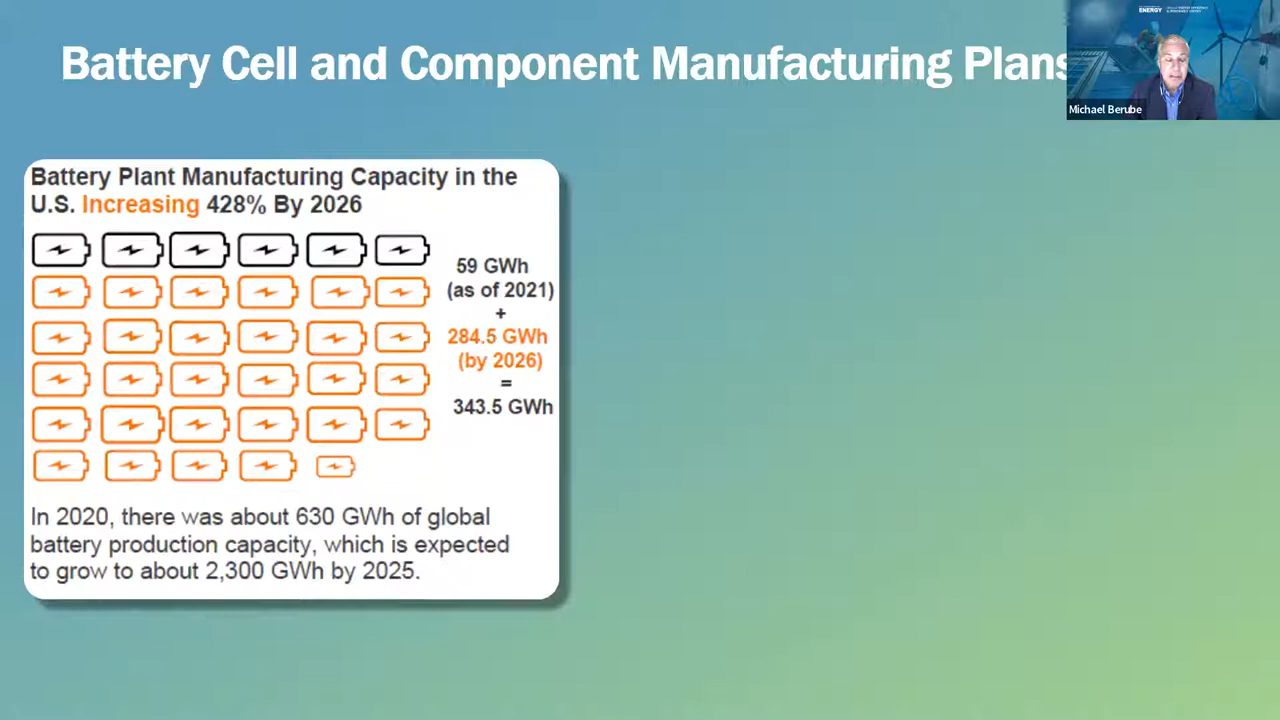 Battery Cell and Component Manufacturing Plans
ENERGY
Michael Berube
Battery Plant Manufacturing Capacity in the
U.S. Increasing 428% By 2026
59 GWh
(as of 2021)
+
284.5 GWh
(by 2026)
=
343.5 GWh
In 2020, there was about 630 GWh of global
battery production capacity, which is expected
to grow to about 2,300 GWh by 2025.